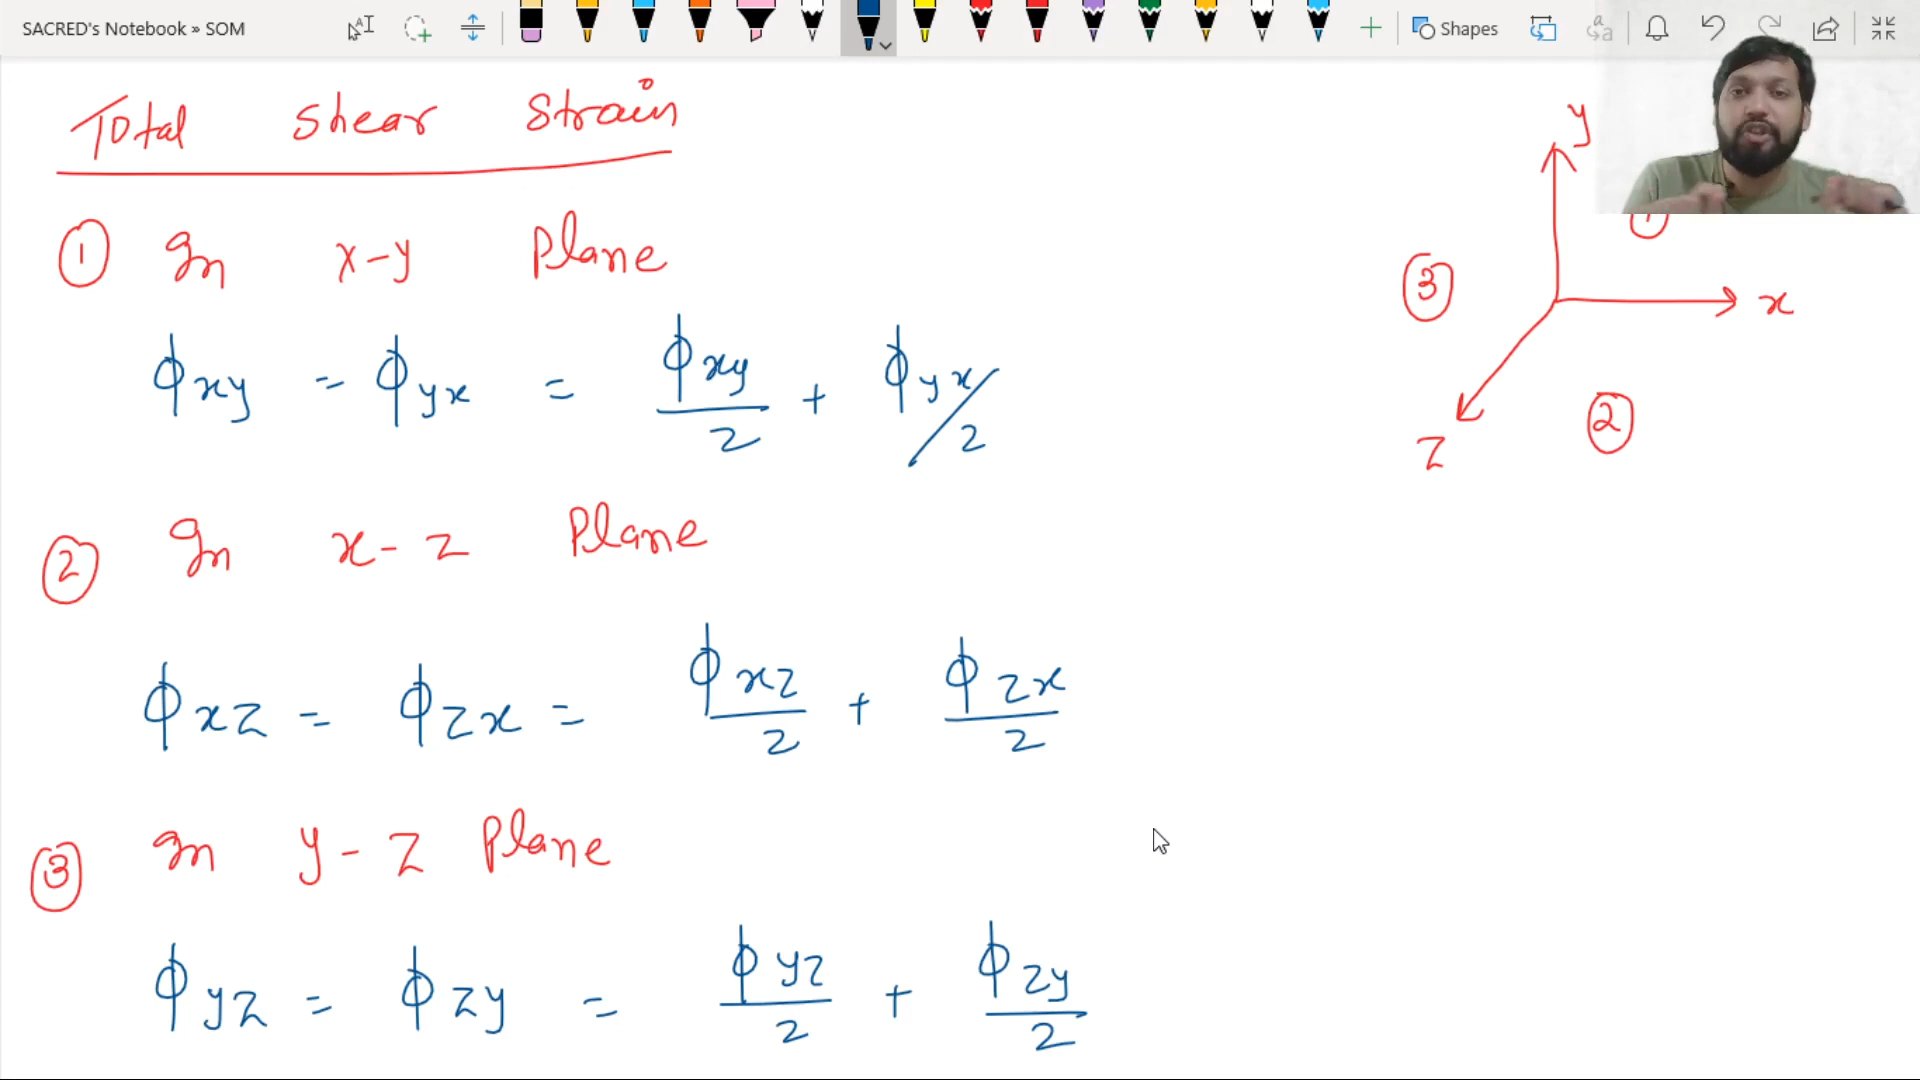 SACRED's Notebook » SOM
Shapes
Total Shear Strain
① In x-y Plane
ϕxy = ϕyx = ϕxy/2 + ϕyx/2
② In x-z Plane
ϕxz = ϕzx = ϕxz/2 + ϕzx/2
③ In y-z Plane
ϕyz = ϕzy = ϕyz/2 + ϕzy/2
y
①
③
x
②
z